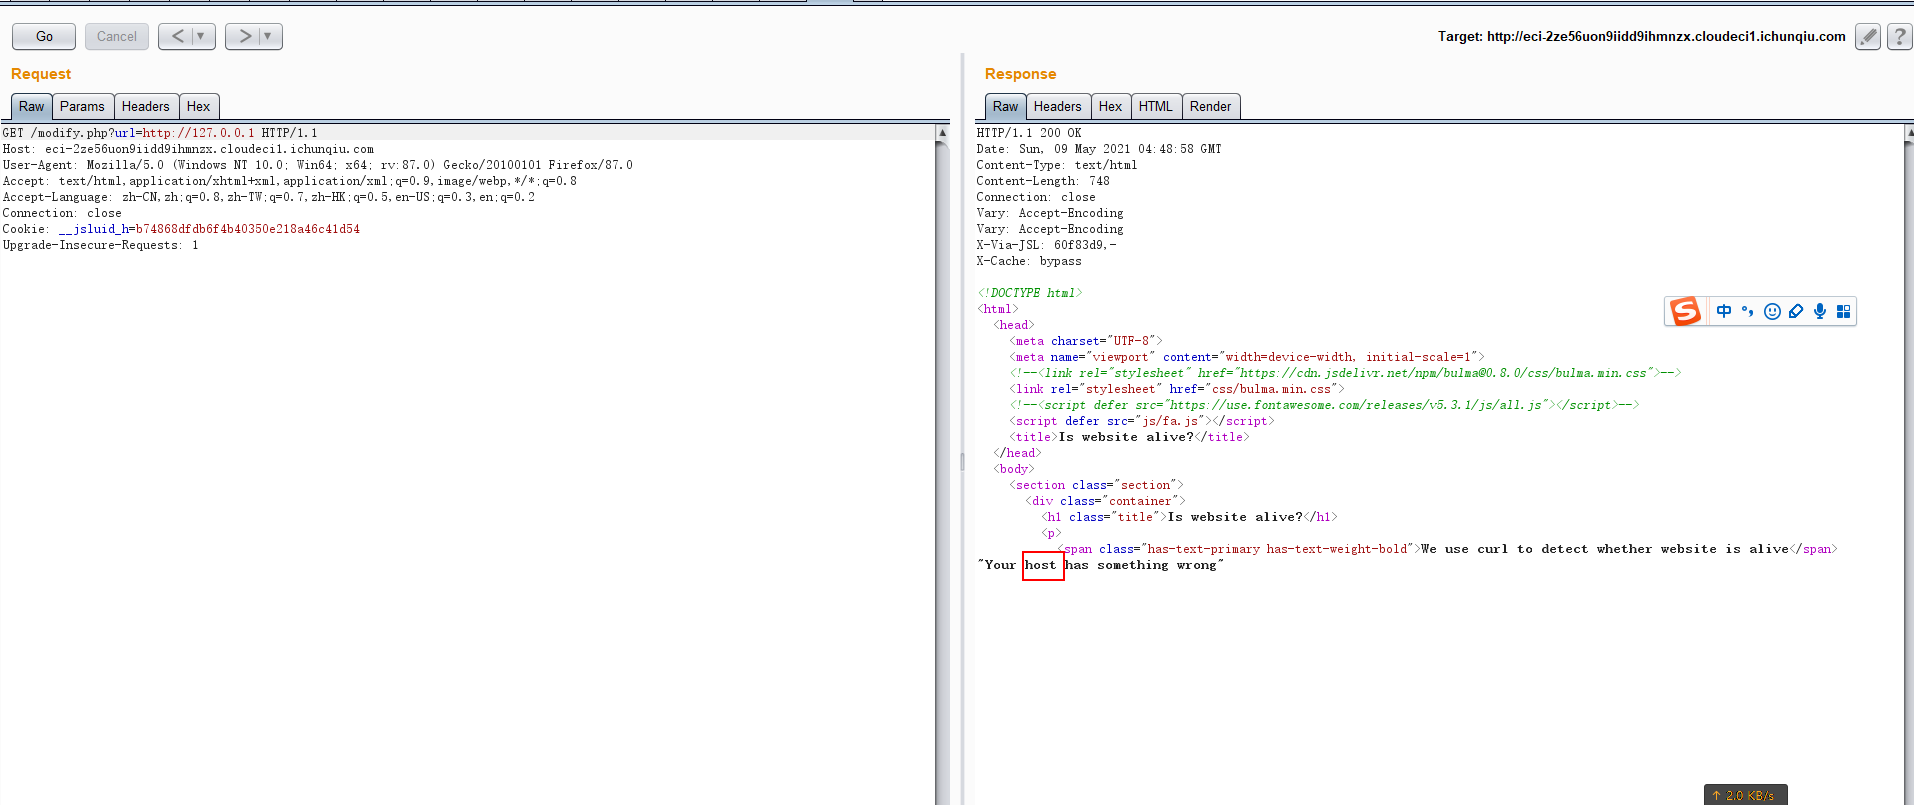 Go
Cancel
<
>
Target: http://eci-2ze56uon9iidd9ihmnzx.cloudeci1.ichunqiu.com
?
Request
Raw
Params
Headers
Hex
GET /modify.php?url=http://127.0.0.1 HTTP/1.1
Host: eci-2ze56uon9iidd9ihmnzx.cloudeci1.ichunqiu.com
User-Agent: Mozilla/5.0 (Windows NT 10.0; Win64; x64; rv:87.0) Gecko/20100101 Firefox/87.0
Accept: text/html,application/xhtml+xml,application/xml;q=0.9,image/webp,*/*;q=0.8
Accept-Language: zh-CN,zh;q=0.8,zh-TW;q=0.7,zh-HK;q=0.5,en-US;q=0.3,en;q=0.2
Connection: close
Cookie: __jsluid_h=b74868dfdb6f4b40350e218a46c41d54
Upgrade-Insecure-Requests: 1
Response
Raw
Headers
Hex
HTML
Render
HTTP/1.1 200 OK
Date: Sun, 09 May 2021 04:48:58 GMT
Content-Type: text/html
Content-Length: 748
Connection: close
Vary: Accept-Encoding
Vary: Accept-Encoding
X-Via-JSL: 60f83d9,-
X-Cache: bypass
<!DOCTYPE html>
<html>
<head>
<meta charset="UTF-8">
<meta name="viewport" content="width=device-width, initial-scale=1">
<!--<link rel="stylesheet" href="https://cdn.jsdelivr.net/npm/bulma@0.8.0/css/bulma.min.css">-->
<link rel="stylesheet" href="css/bulma.min.css">
<!--<script defer src="https://use.fontawesome.com/releases/v5.3.1/js/all.js"></script>-->
<script defer src="js/fa.js"></script>
<title>Is website alive?</title>
</head>
<body>
<section class="section">
<div class="container">
<h1 class="title">Is website alive?</h1>
<p>
<span class="has-text-primary has-text-weight-bold">We use curl to detect whether website is alive</span>
"Your host has something wrong"
S 中
↑ 2.0 KB/s